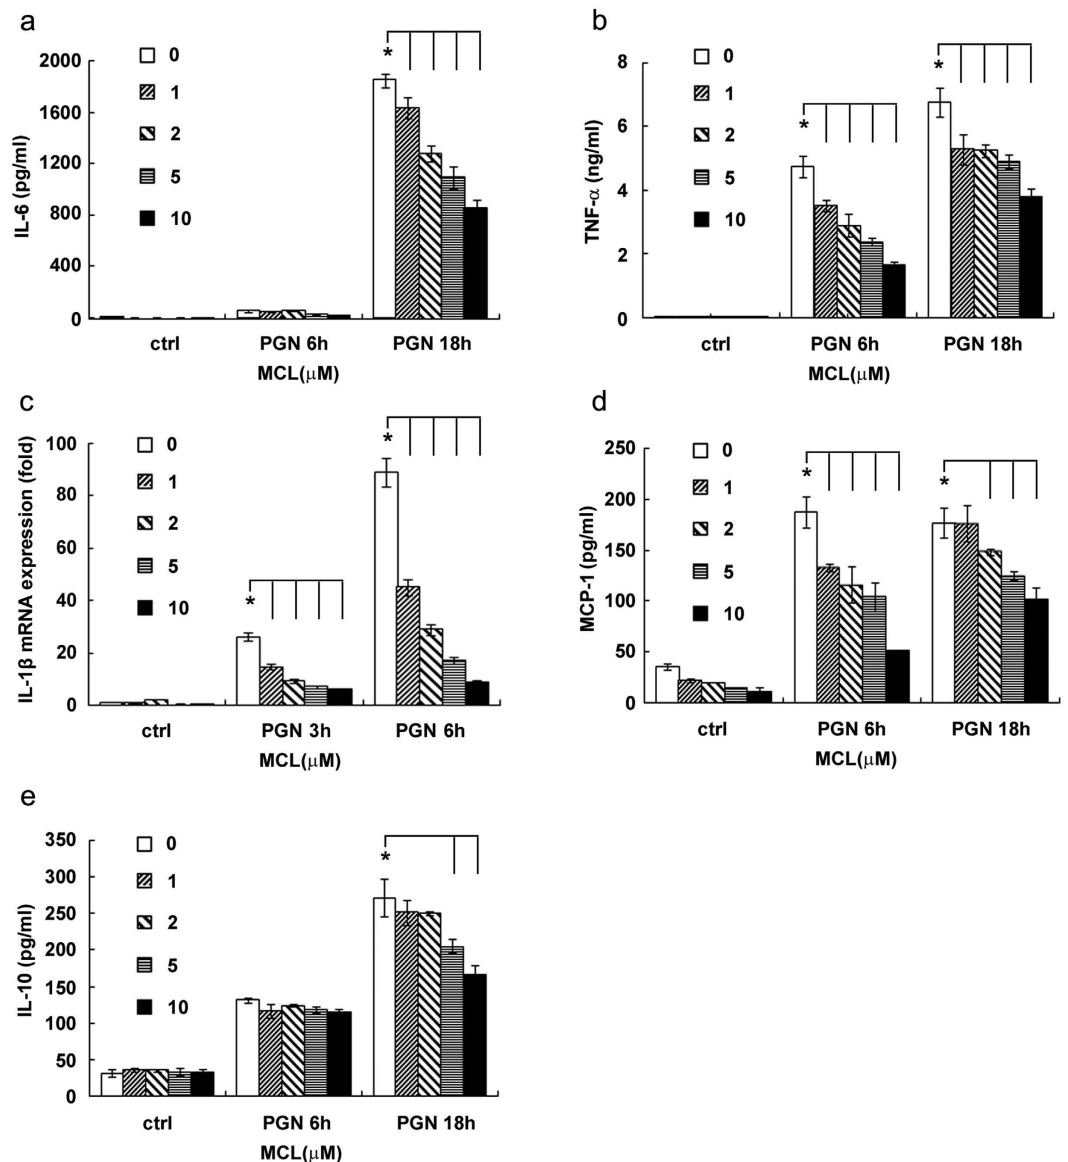 a
IL-6 (pg/ml)
2000
1600
1200
800
400
0
0
1
2
5
10
*
ctrl
PGN 6h
PGN 18h
MCL(μM)
b
TNF-α (ng/ml)
8
6
4
2
0
0
1
2
5
10
*
*
ctrl
PGN 6h
PGN 18h
MCL(μM)
c
IL-1β mRNA expression (fold)
100
80
60
40
20
0
0
1
2
5
10
*
*
ctrl
PGN 3h
PGN 6h
MCL(μM)
d
MCP-1 (pg/ml)
250
200
150
100
50
0
0
1
2
5
10
*
*
ctrl
PGN 6h
PGN 18h
MCL(μM)
e
IL-10 (pg/ml)
350
300
250
200
150
100
50
0
0
1
2
5
10
*
ctrl
PGN 6h
PGN 18h
MCL(μM)